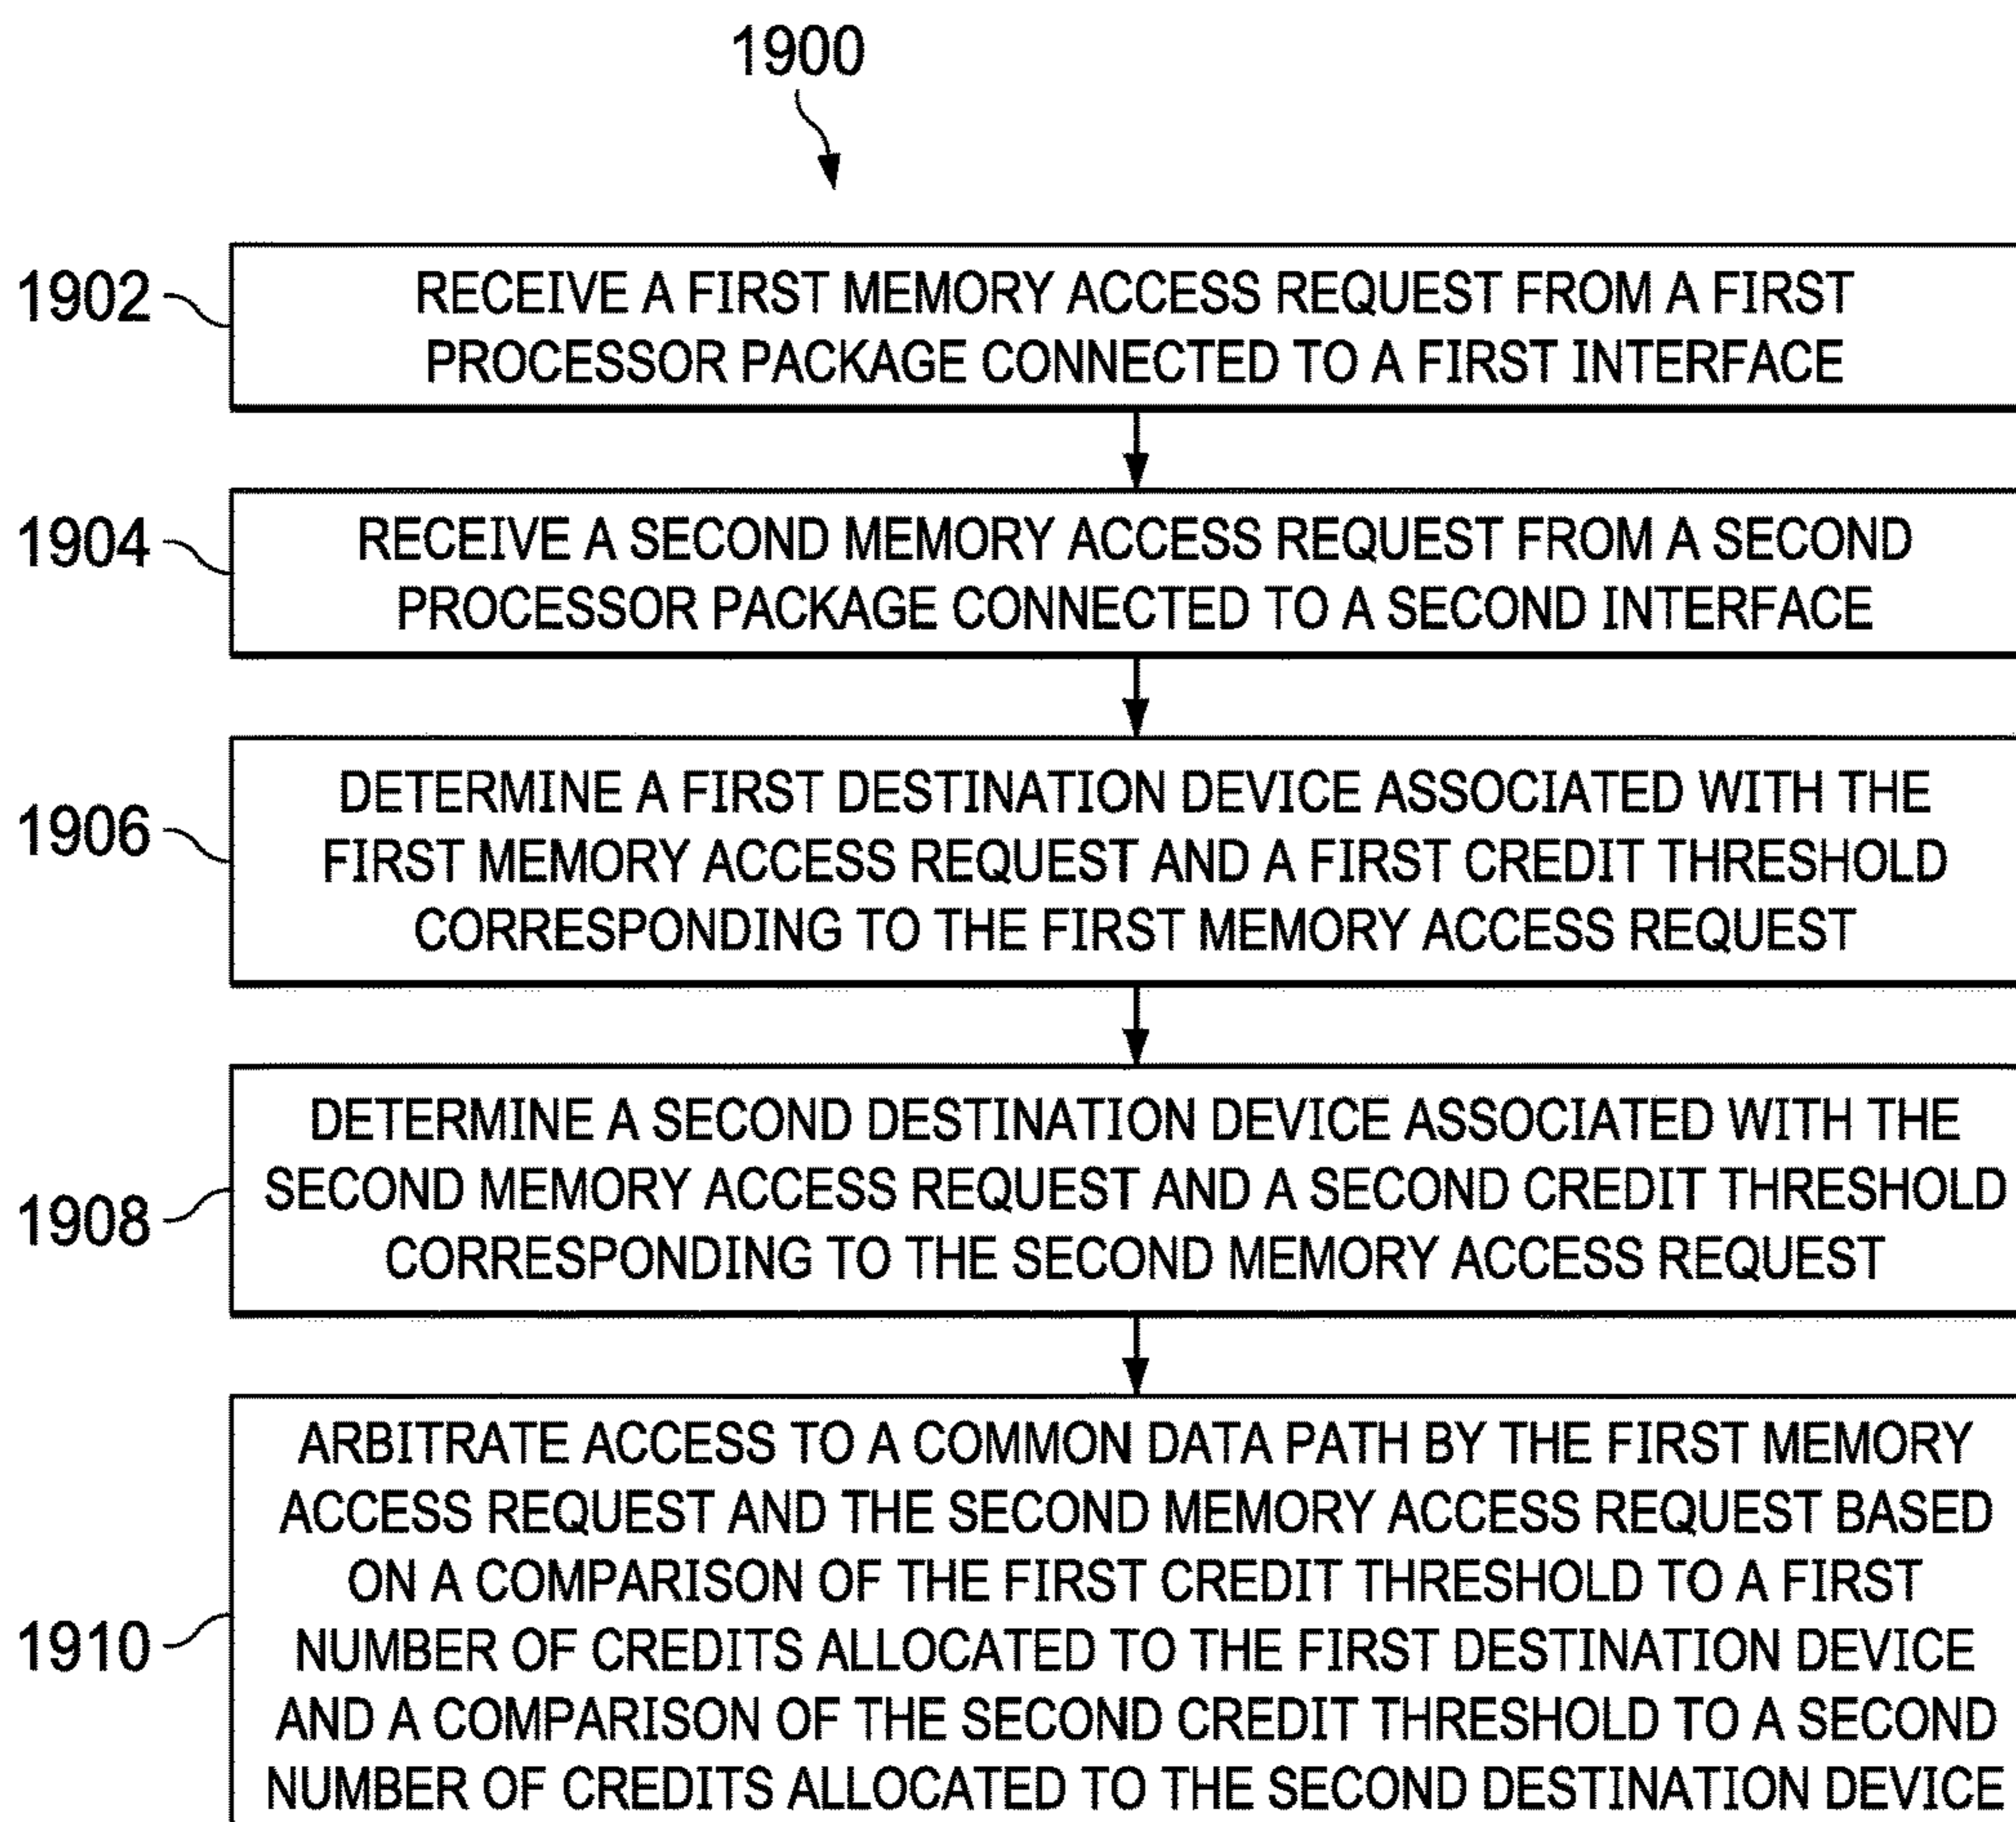 1900
1902
RECEIVE A FIRST MEMORY ACCESS REQUEST FROM A FIRST
PROCESSOR PACKAGE CONNECTED TO A FIRST INTERFACE
1904
RECEIVE A SECOND MEMORY ACCESS REQUEST FROM A SECOND
PROCESSOR PACKAGE CONNECTED TO A SECOND INTERFACE
1906
DETERMINE A FIRST DESTINATION DEVICE ASSOCIATED WITH THE
FIRST MEMORY ACCESS REQUEST AND A FIRST CREDIT THRESHOLD
CORRESPONDING TO THE FIRST MEMORY ACCESS REQUEST
1908
DETERMINE A SECOND DESTINATION DEVICE ASSOCIATED WITH THE
SECOND MEMORY ACCESS REQUEST AND A SECOND CREDIT THRESHOLD
CORRESPONDING TO THE SECOND MEMORY ACCESS REQUEST
1910
ARBITRATE ACCESS TO A COMMON DATA PATH BY THE FIRST MEMORY
ACCESS REQUEST AND THE SECOND MEMORY ACCESS REQUEST BASED
ON A COMPARISON OF THE FIRST CREDIT THRESHOLD TO A FIRST
NUMBER OF CREDITS ALLOCATED TO THE FIRST DESTINATION DEVICE
AND A COMPARISON OF THE SECOND CREDIT THRESHOLD TO A SECOND
NUMBER OF CREDITS ALLOCATED TO THE SECOND DESTINATION DEVICE